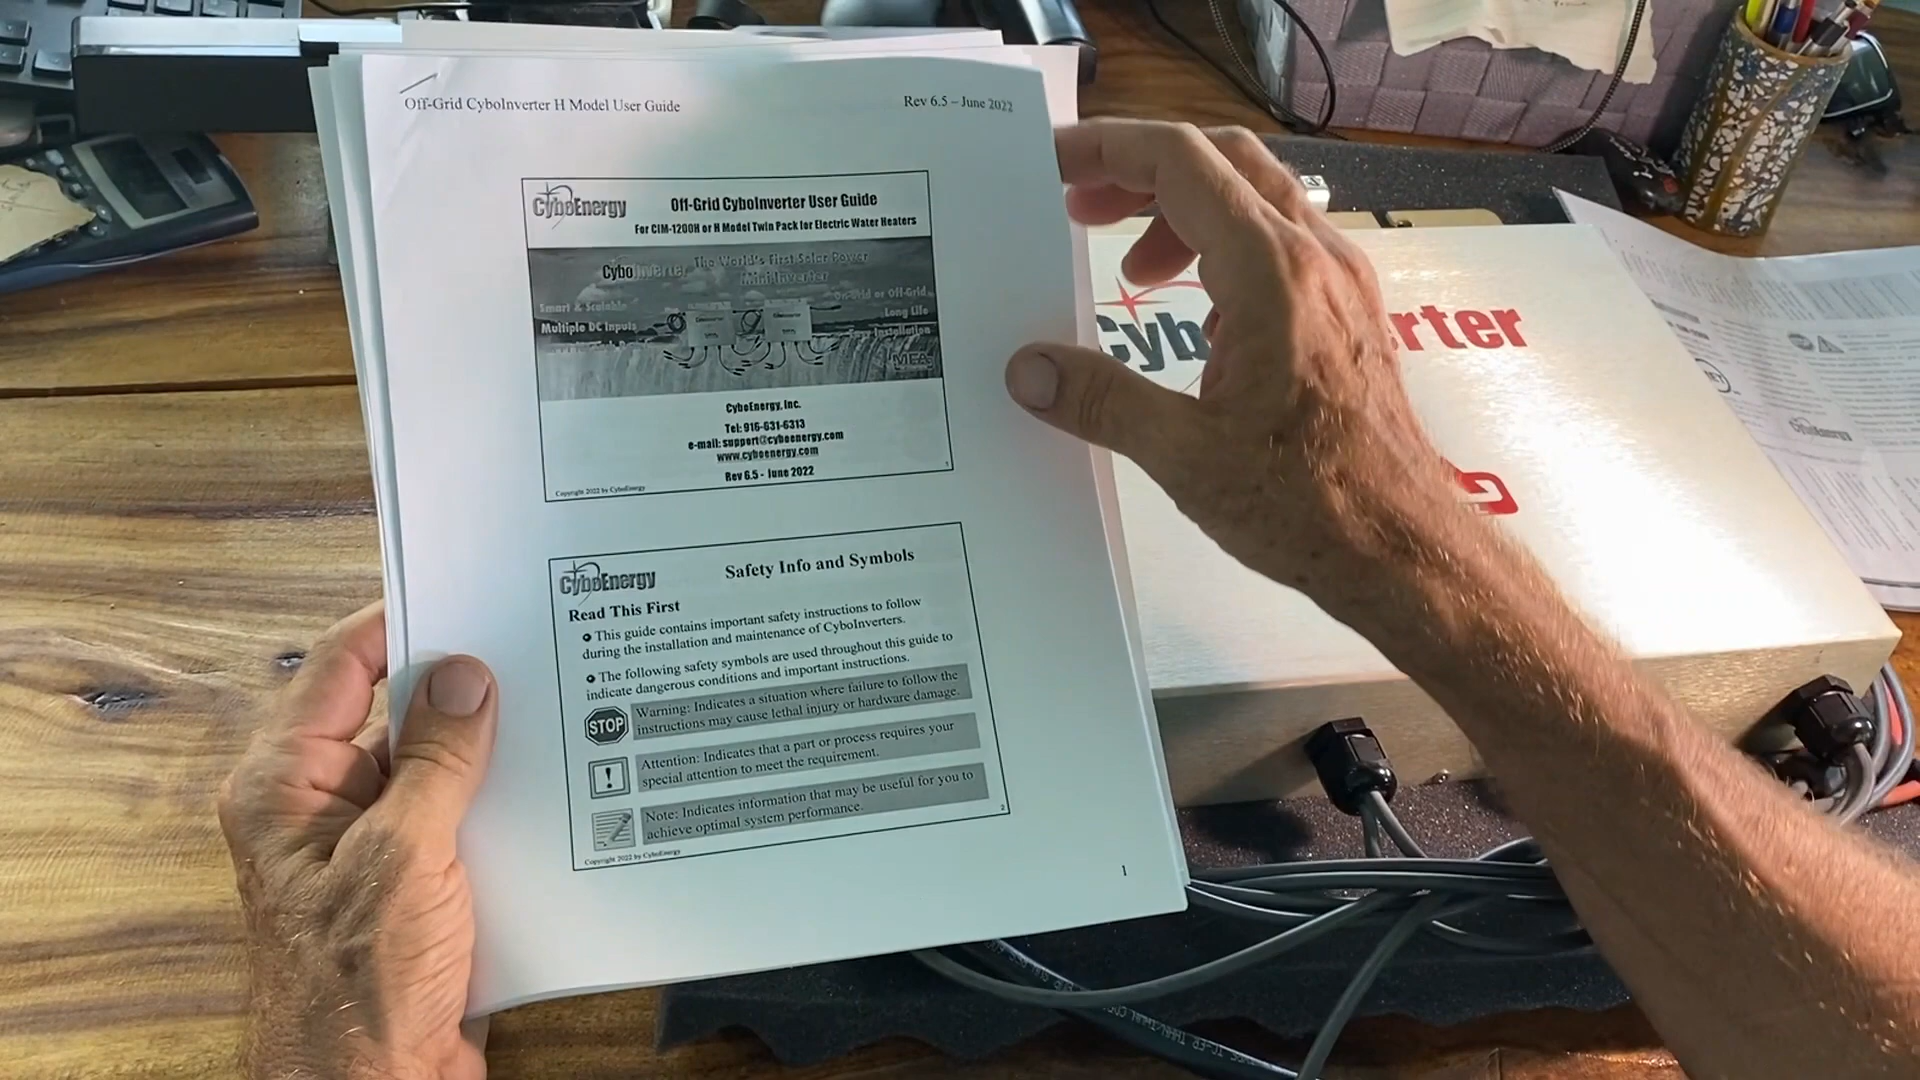 Off-Grid CyboInverter H Model User Guide
Rev 6.5 – June 2022
CyboEnergy
Off-Grid CyboInverter User Guide
For CIM-1200H or H Model Twin Pack for Electric Water Heaters
CyboInverter
The World's First Solar Power
Mini-Inverter
Smart & Scalable
On-Grid or Off-Grid
Multiple DC Inputs
Long Life
Installation
CyboEnergy, Inc.
Tel: 916-631-6313
e-mail: support@cyboenergy.com
www.cyboenergy.com
Rev 6.5 - June 2022
Copyright 2022 by CyboEnergy
1
CyboEnergy
Safety Info and Symbols
Read This First
This guide contains important safety instructions to follow
during the installation and maintenance of CyboInverters.
The following safety symbols are used throughout this guide to
indicate dangerous conditions and important instructions.
STOP
Warning: Indicates a situation where failure to follow the
instructions may cause lethal injury or hardware damage.
!
Attention: Indicates that a part or process requires your
special attention to meet the requirement.
Note: Indicates information that may be useful for you to
achieve optimal system performance.
Copyright 2022 by CyboEnergy
2
1
Cyb rter